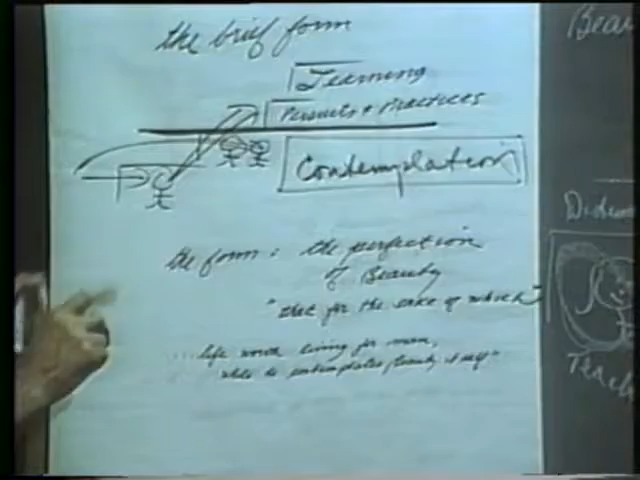 the brief form
Learning
Pursuits & Practices
Contemplation
the form: the perfection
of Beauty
"that for the sake of which"
life worth living for man,
while he contemplates Beauty itself"
Beau
Teach